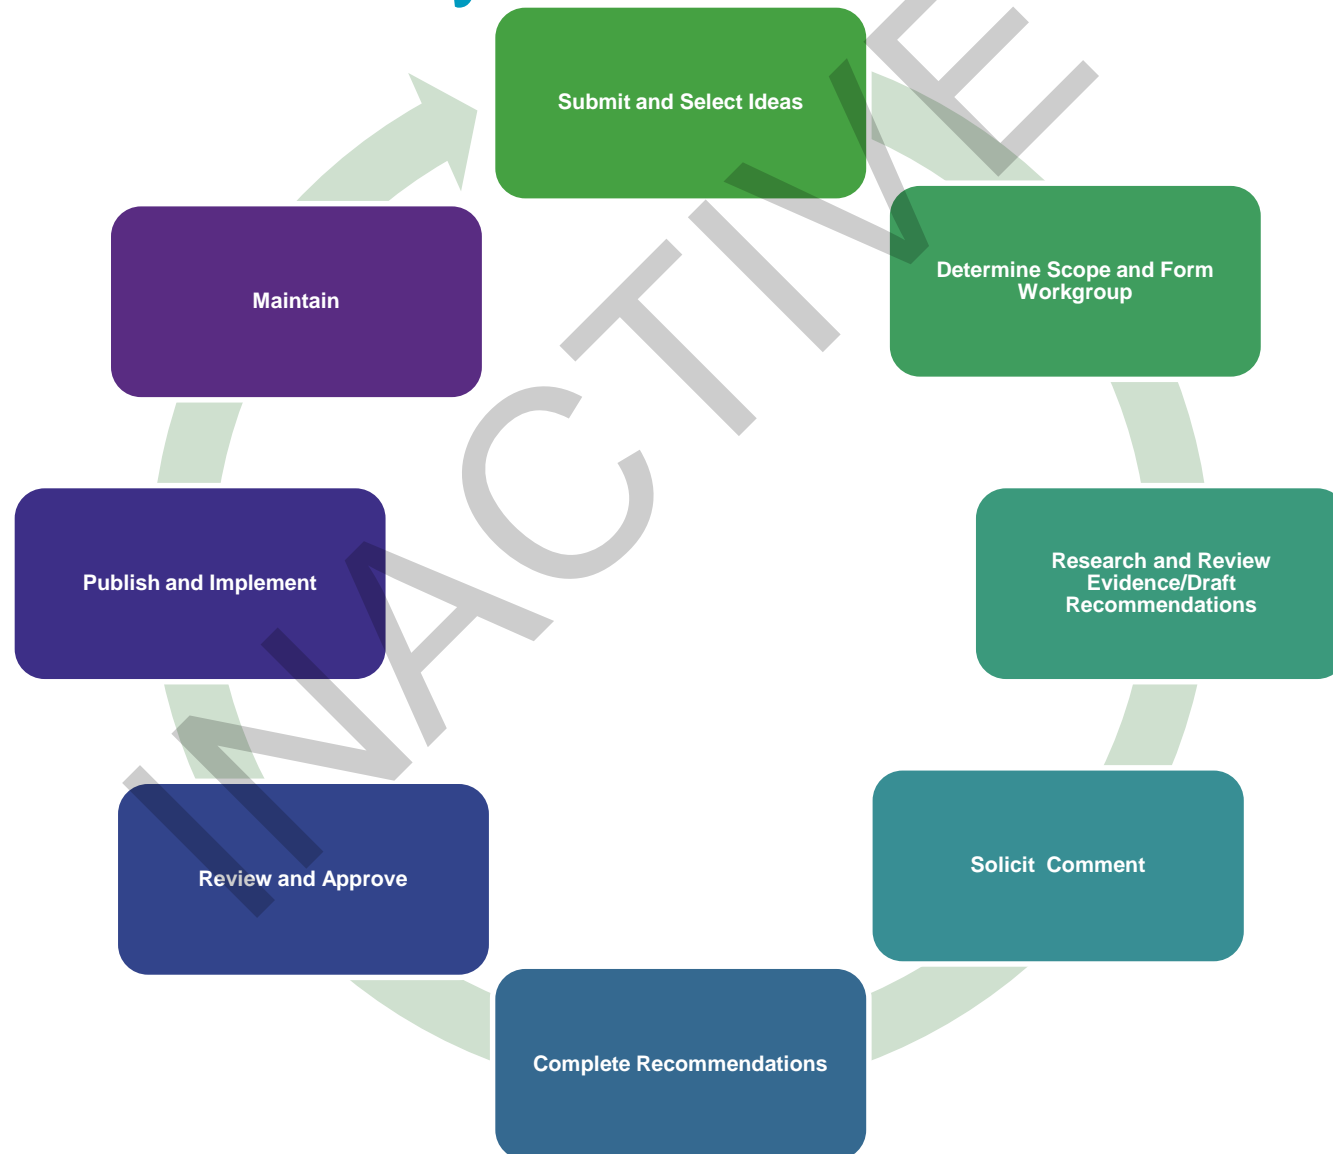 Submit and Select Ideas
Determine Scope and Form
Workgroup
Research and Review
Evidence/Draft
Recommendations
Solicit  Comment
Complete Recommendations
Review and Approve
Publish and Implement
Maintain
INACTIVE